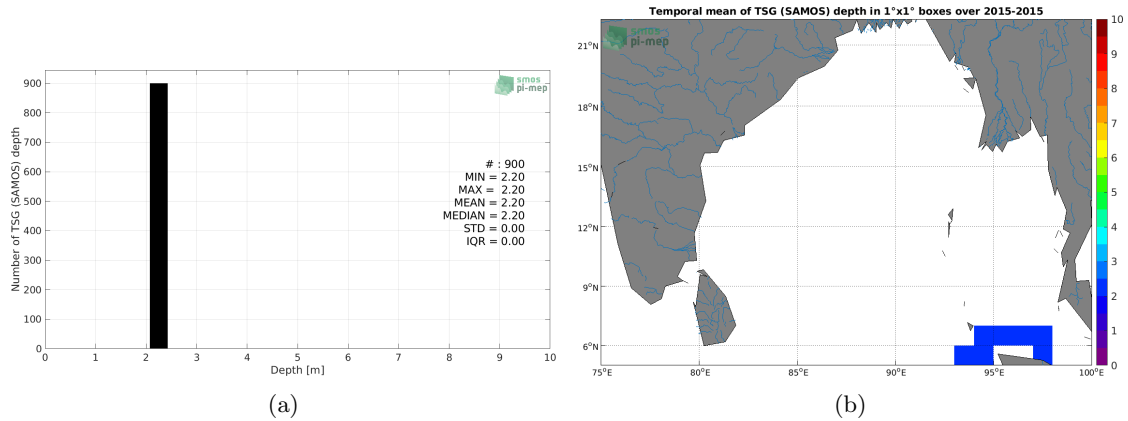 900
800
700
600
500
400
300
200
100
0
Number of TSG (SAMOS) depth
smos
pi-mep
# : 900
MIN = 2.20
MAX = 2.20
MEAN = 2.20
MEDIAN = 2.20
STD = 0.00
IQR = 0.00
0 1 2 3 4 5 6 7 8 9 10
Depth [m]
(a)
Temporal mean of TSG (SAMOS) depth in 1°x1° boxes over 2015-2015
smos
pi-mep
21°N
18°N
15°N
12°N
9°N
6°N
75°E 80°E 85°E 90°E 95°E 100°E
10
9
8
7
6
5
4
3
2
1
0
(b)